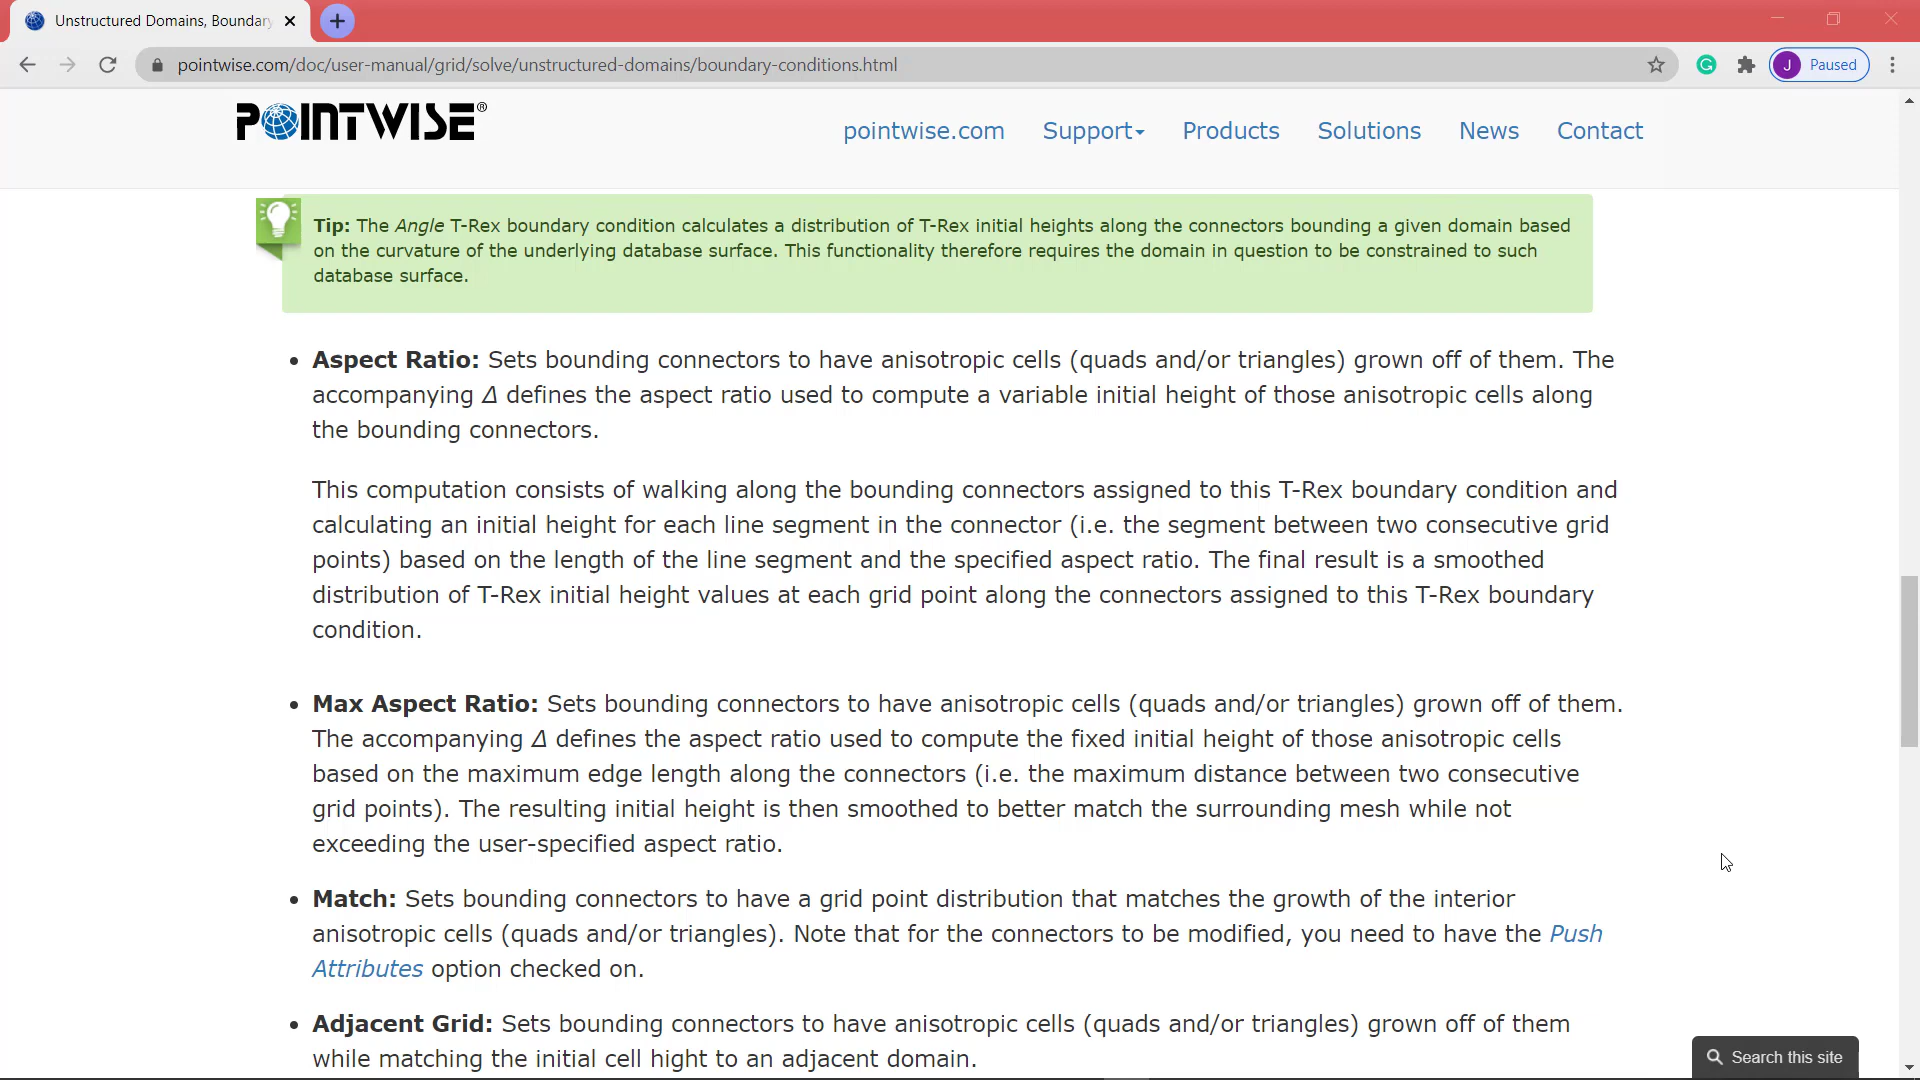 Unstructured Domains, Boundary
pointwise.com/doc/user-manual/grid/solve/unstructured-domains/boundary-conditions.html
J Paused
POINTWISE®
pointwise.com Support Products Solutions News Contact
Tip: The Angle T-Rex boundary condition calculates a distribution of T-Rex initial heights along the connectors bounding a given domain based
on the curvature of the underlying database surface. This functionality therefore requires the domain in question to be constrained to such
database surface.
• Aspect Ratio: Sets bounding connectors to have anisotropic cells (quads and/or triangles) grown off of them. The
accompanying Δ defines the aspect ratio used to compute a variable initial height of those anisotropic cells along
the bounding connectors.
This computation consists of walking along the bounding connectors assigned to this T-Rex boundary condition and
calculating an initial height for each line segment in the connector (i.e. the segment between two consecutive grid
points) based on the length of the line segment and the specified aspect ratio. The final result is a smoothed
distribution of T-Rex initial height values at each grid point along the connectors assigned to this T-Rex boundary
condition.
• Max Aspect Ratio: Sets bounding connectors to have anisotropic cells (quads and/or triangles) grown off of them.
The accompanying Δ defines the aspect ratio used to compute the fixed initial height of those anisotropic cells
based on the maximum edge length along the connectors (i.e. the maximum distance between two consecutive
grid points). The resulting initial height is then smoothed to better match the surrounding mesh while not
exceeding the user-specified aspect ratio.
• Match: Sets bounding connectors to have a grid point distribution that matches the growth of the interior
anisotropic cells (quads and/or triangles). Note that for the connectors to be modified, you need to have the Push
Attributes option checked on.
• Adjacent Grid: Sets bounding connectors to have anisotropic cells (quads and/or triangles) grown off of them
while matching the initial cell hight to an adjacent domain.
Search this site